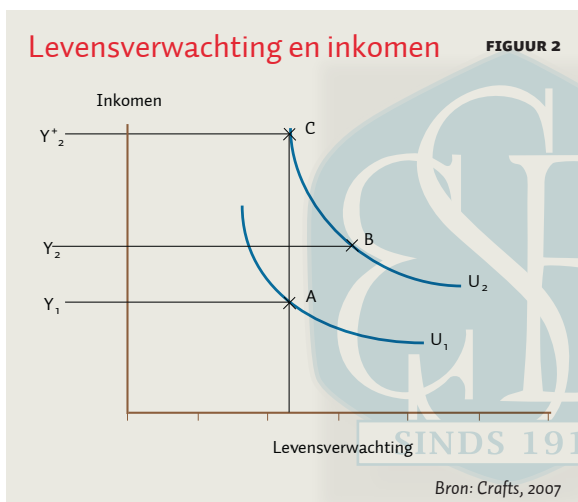 Levensverwachting en inkomen FIGUUR 2
Inkomen
Y⁺₂
C
Y₂
B
U₂
Y₁
A
U₁
Levensverwachting
SINDS 191
Bron: Crafts, 2007